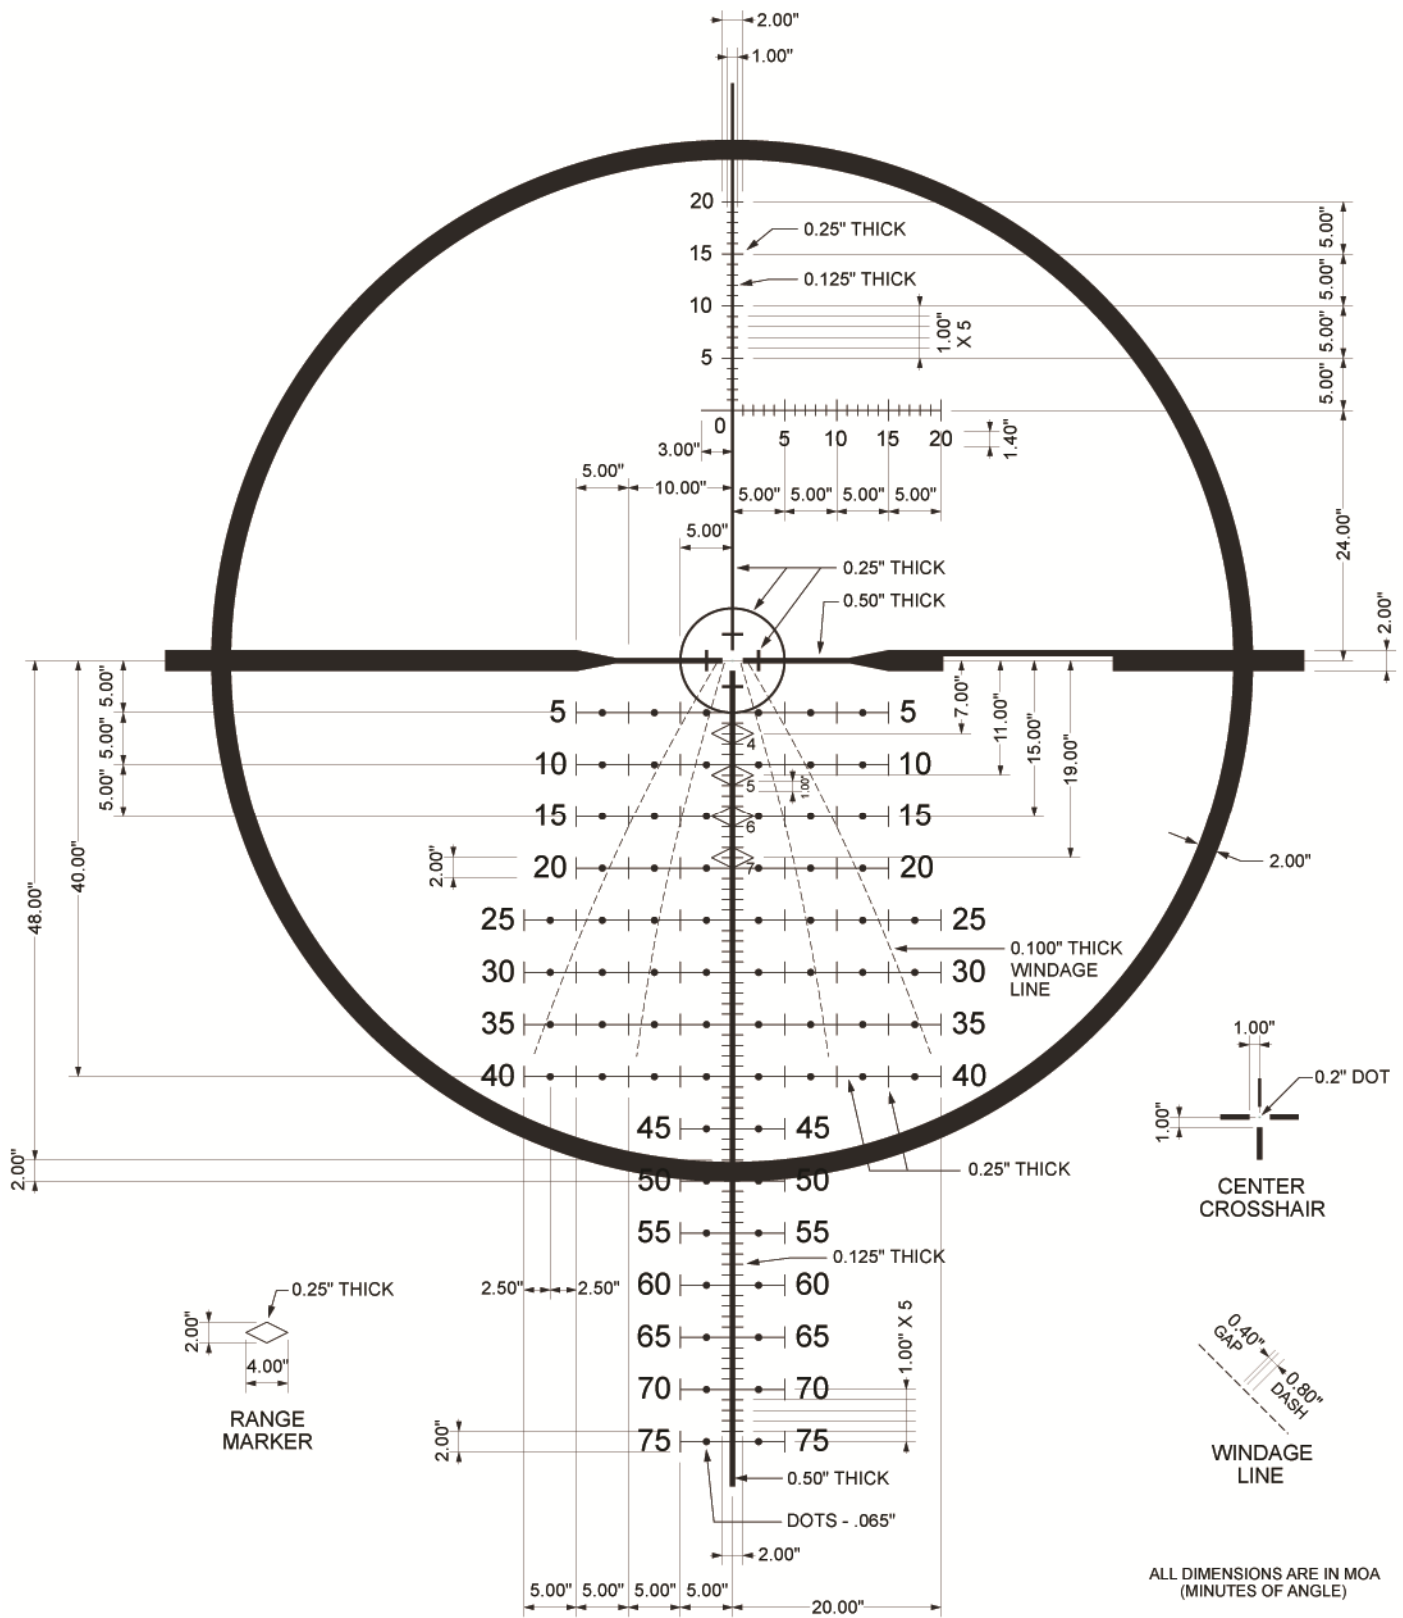 2.00"
1.00"
20
15
10
5
0.25" THICK
0.125" THICK
1.00"
X 5
5.00"
5.00"
5.00"
5.00"
0
5 10 15 20
1.40"
3.00"
5.00"
10.00"
5.00" 5.00" 5.00" 5.00"
5.00"
24.00"
0.25" THICK
0.50" THICK
2.00"
5.00"
5.00"
5.00"
40.00"
48.00"
2.00"
2.00"
7.00"
11.00"
15.00"
19.00"
1.00"
2.00"
5 5
4
10 10
5
15 15
6
20 20
7
25 25
0.100" THICK
WINDAGE
LINE
30 30
35 35
40 40
45 45
50 50
55 55
60 60
65 65
70 70
75 75
0.25" THICK
0.125" THICK
2.50" 2.50"
1.00" X 5
2.00"
0.50" THICK
DOTS - .065"
2.00"
5.00" 5.00" 5.00" 5.00"
20.00"
1.00"
0.2" DOT
1.00"
CENTER
CROSSHAIR
0.25" THICK
2.00"
4.00"
RANGE
MARKER
0.40"
GAP
0.80"
DASH
WINDAGE
LINE
ALL DIMENSIONS ARE IN MOA
(MINUTES OF ANGLE)